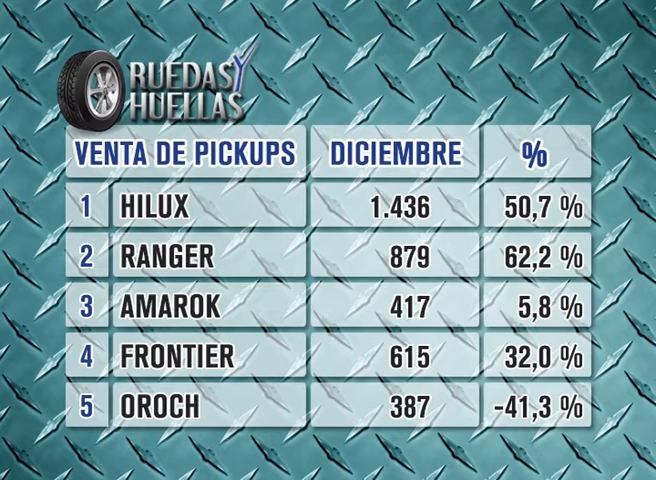 RUEDAS Y
HUELLAS
VENTA DE PICKUPS DICIEMBRE %
1 HILUX 1.436 50,7 %
2 RANGER 879 62,2 %
3 AMAROK 417 5,8 %
4 FRONTIER 615 32,0 %
5 OROCH 387 -41,3 %